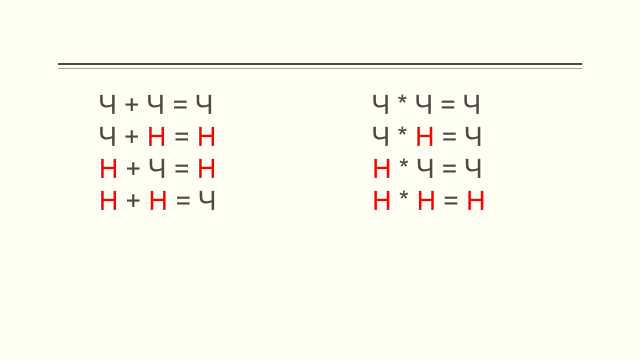 Ч + Ч = Ч
Ч + Н = Н
Н + Ч = Н
Н + Н = Ч
Ч * Ч = Ч
Ч * Н = Ч
Н * Ч = Ч
Н * Н = Н